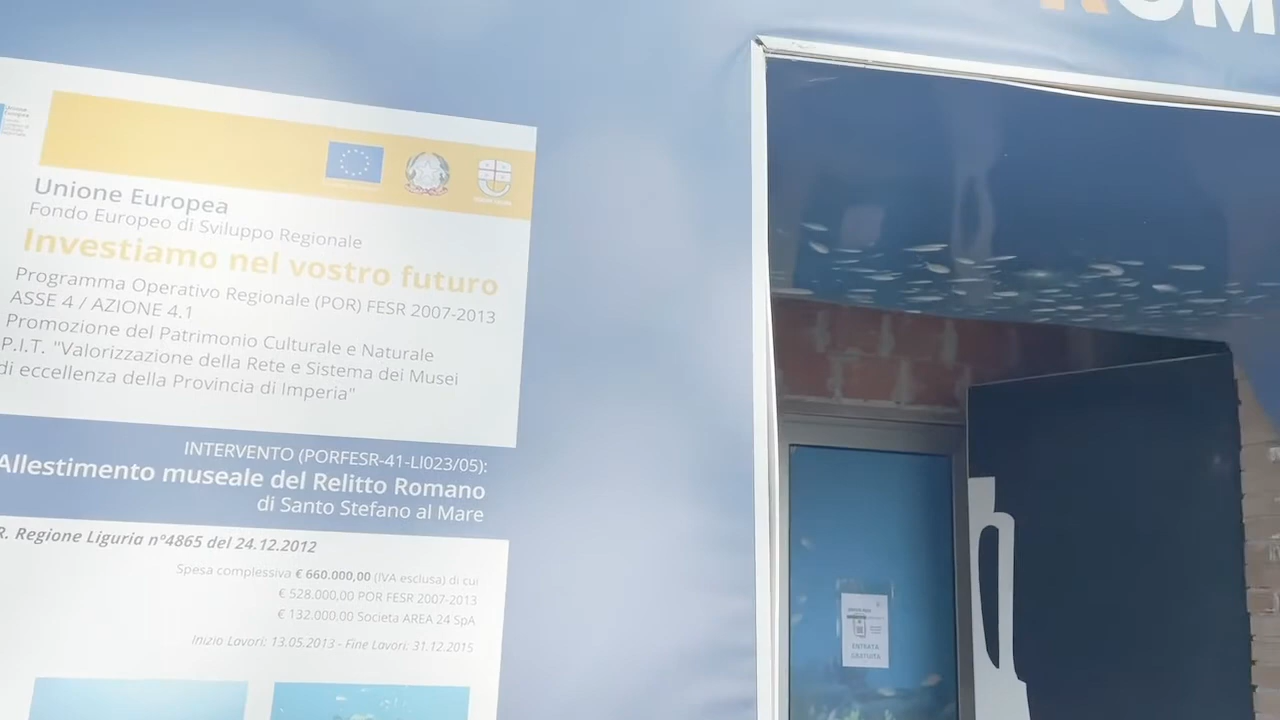 ROM
Unione
Europea
Unione Europea
Fondo Europeo di Sviluppo Regionale
Investiamo nel vostro futuro
Programma Operativo Regionale (POR) FESR 2007-2013
ASSE 4 / AZIONE 4.1
Promozione del Patrimonio Culturale e Naturale
P.I.T. "Valorizzazione della Rete e Sistema dei Musei
di eccellenza della Provincia di Imperia"
INTERVENTO (PORFESR-41-LI023/05):
Allestimento museale del Relitto Romano
di Santo Stefano al Mare
R. Regione Liguria n°4865 del 24.12.2012
Spesa complessiva € 660.000,00 (IVA esclusa) di cui
€ 528.000,00 POR FESR 2007-2013
€ 132.000,00 Società AREA 24 SpA
Inizio Lavori: 13.05.2013 - Fine Lavori: 31.12.2015
ENTRATA
GRATUITA